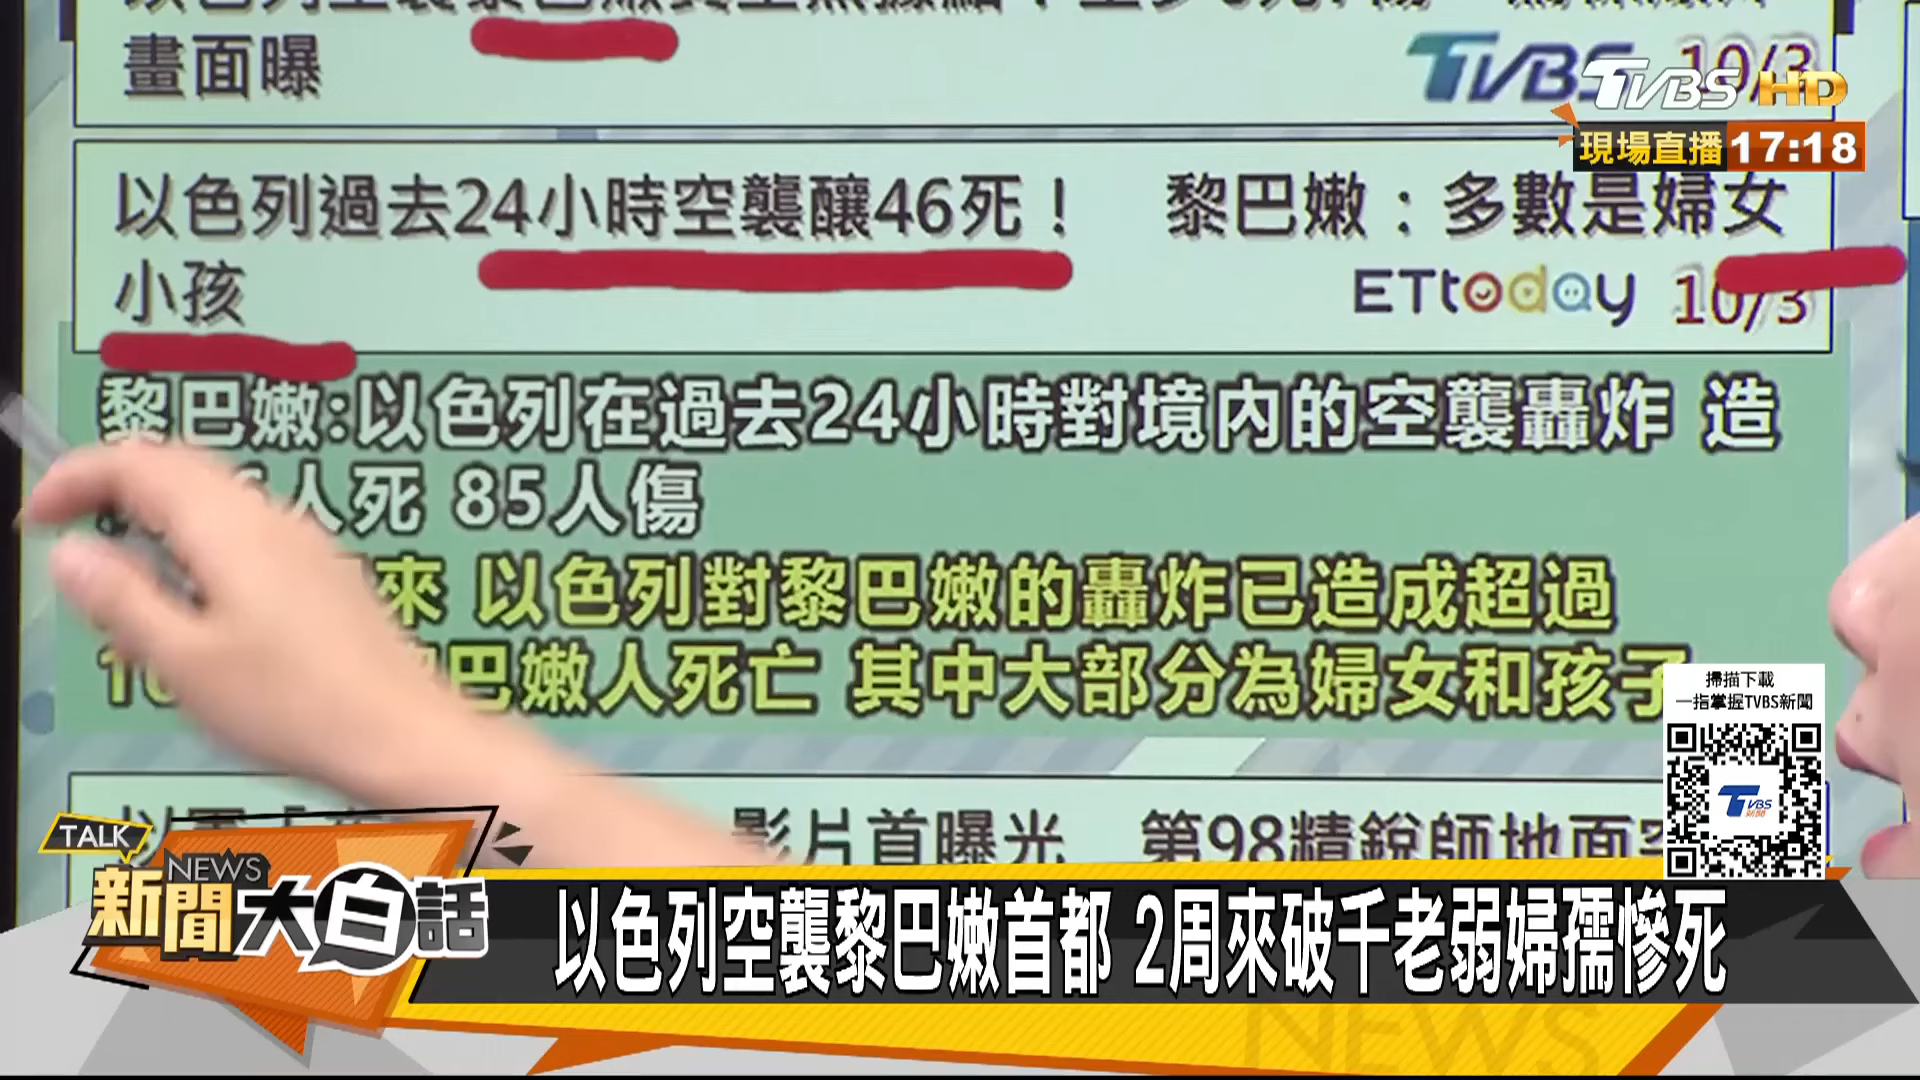 畫面曝
TVBS 10/3
TVBS HD
現場直播 17:18
以色列過去24小時空襲釀46死！ 黎巴嫩：多數是婦女
小孩
ETtoday 10/3
黎巴嫩:以色列在過去24小時對境內的空襲轟炸 造
人死 85人傷
來 以色列對黎巴嫩的轟炸已造成超過
巴嫩人死亡 其中大部分為婦女和孩子
掃描下載
一指掌握TVBS新聞
TVBS
新聞
影片首曝光 第98精銳師地面
TALK
NEWS
新聞大白話
以色列空襲黎巴嫩首都 2周來破千老弱婦孺慘死
NEWS